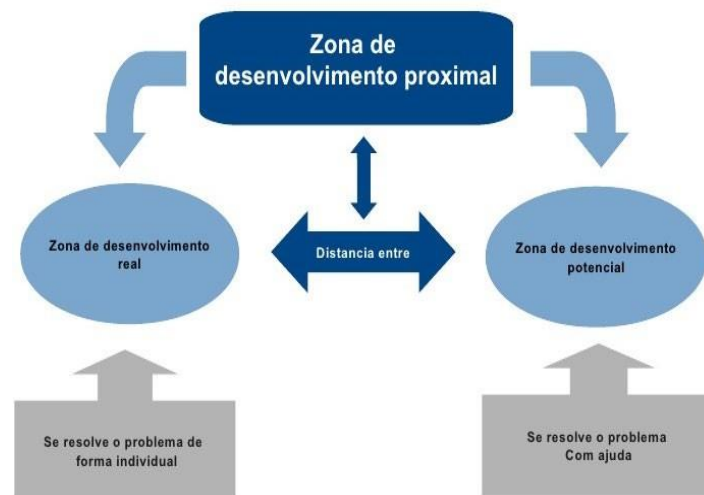 Zona de
desenvolvimento proximal
Zona de desenvolvimento
real
Distancia entre
Zona de desenvolvimento
potencial
Se resolve o problema de
forma individual
Se resolve o problema
Com ajuda